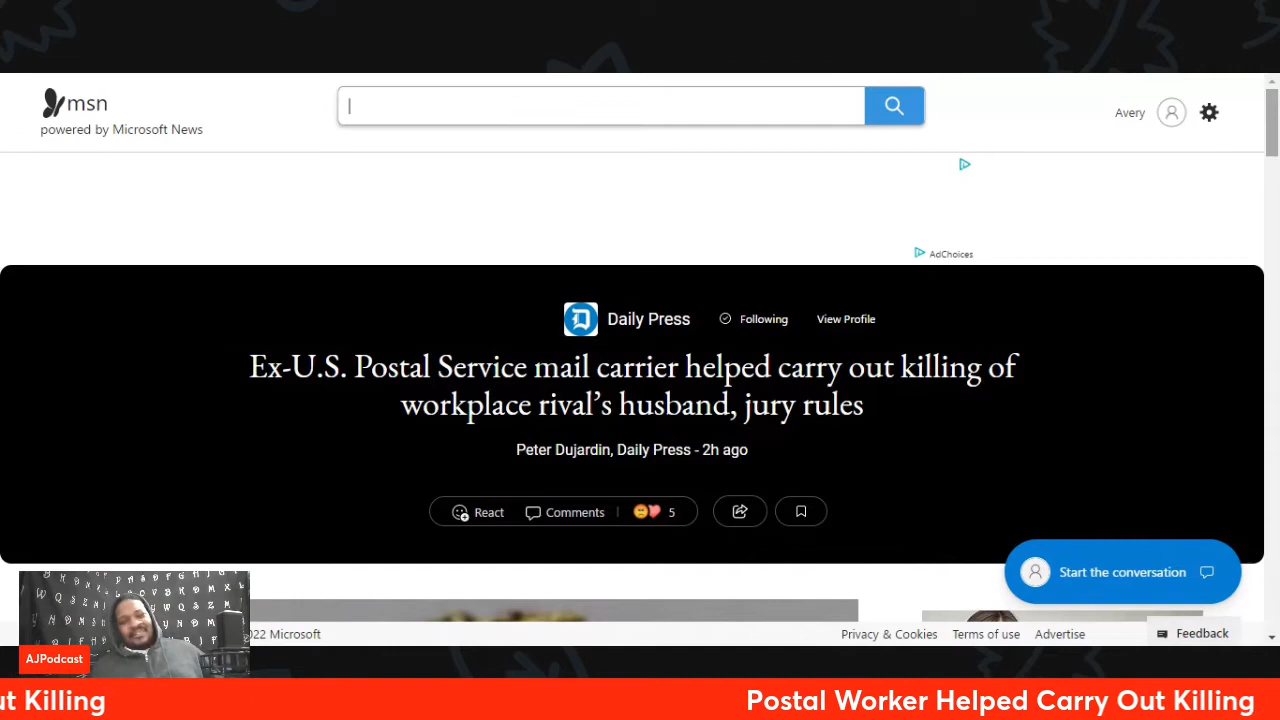 msn
powered by Microsoft News
Avery
AdChoices
Daily Press
Following
View Profile
Ex-U.S. Postal Service mail carrier helped carry out killing of
workplace rival’s husband, jury rules
Peter Dujardin, Daily Press - 2h ago
React
Comments
5
Start the conversation
2022 Microsoft
Privacy & Cookies
Terms of use
Advertise
Feedback
AJPodcast
ut Killing
Postal Worker Helped Carry Out Killing